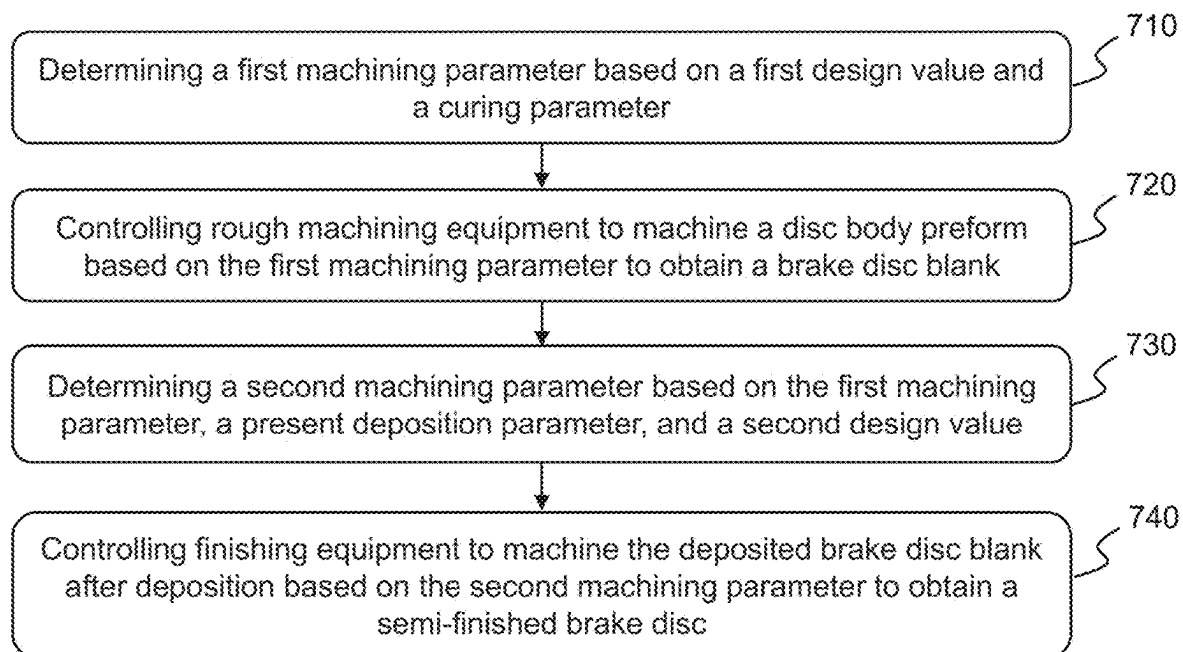 710
Determining a first machining parameter based on a first design value and
a curing parameter
720
Controlling rough machining equipment to machine a disc body preform
based on the first machining parameter to obtain a brake disc blank
730
Determining a second machining parameter based on the first machining
parameter, a present deposition parameter, and a second design value
740
Controlling finishing equipment to machine the deposited brake disc blank
after deposition based on the second machining parameter to obtain a
semi-finished brake disc